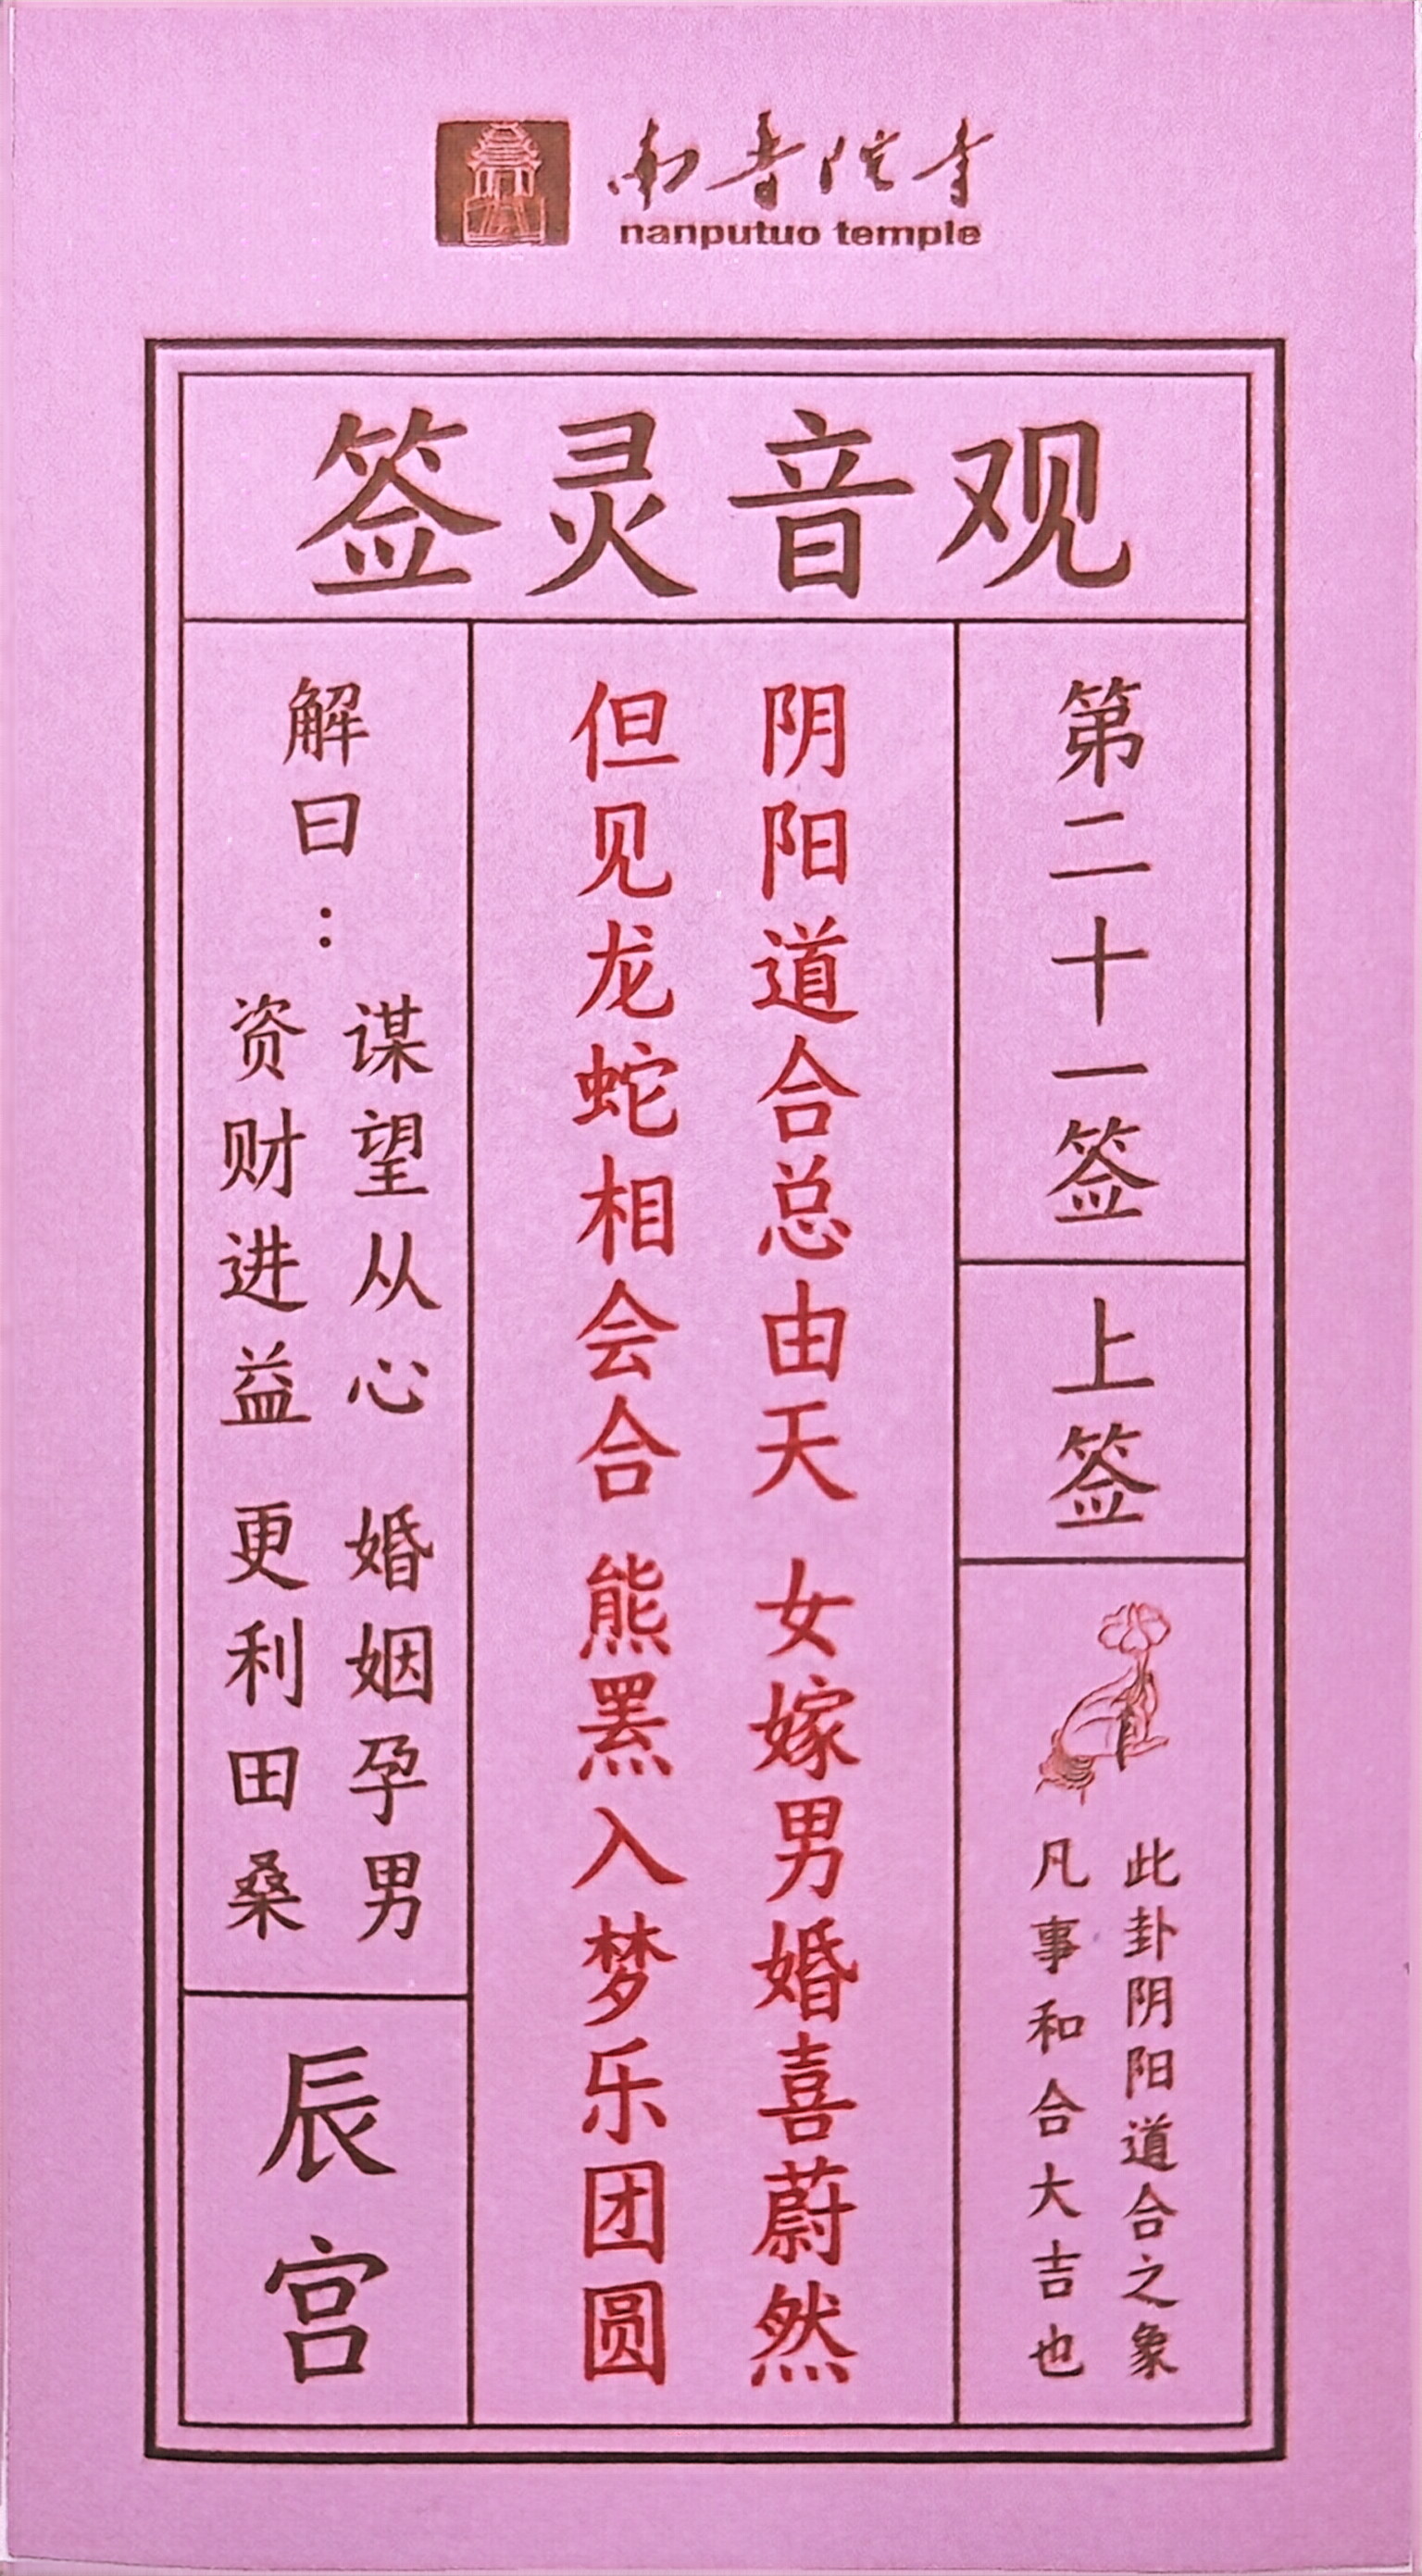 南普陀寺
nanputuo temple
观音灵签
第二十一签
上签
此卦阴阳道合之象
凡事和合大吉也
阴阳道合总由天 女嫁男婚喜蔚然
但见龙蛇相会合 熊罴入梦乐团圆
解曰：
谋望从心 婚姻孕男
资财进益 更利田桑
辰宫